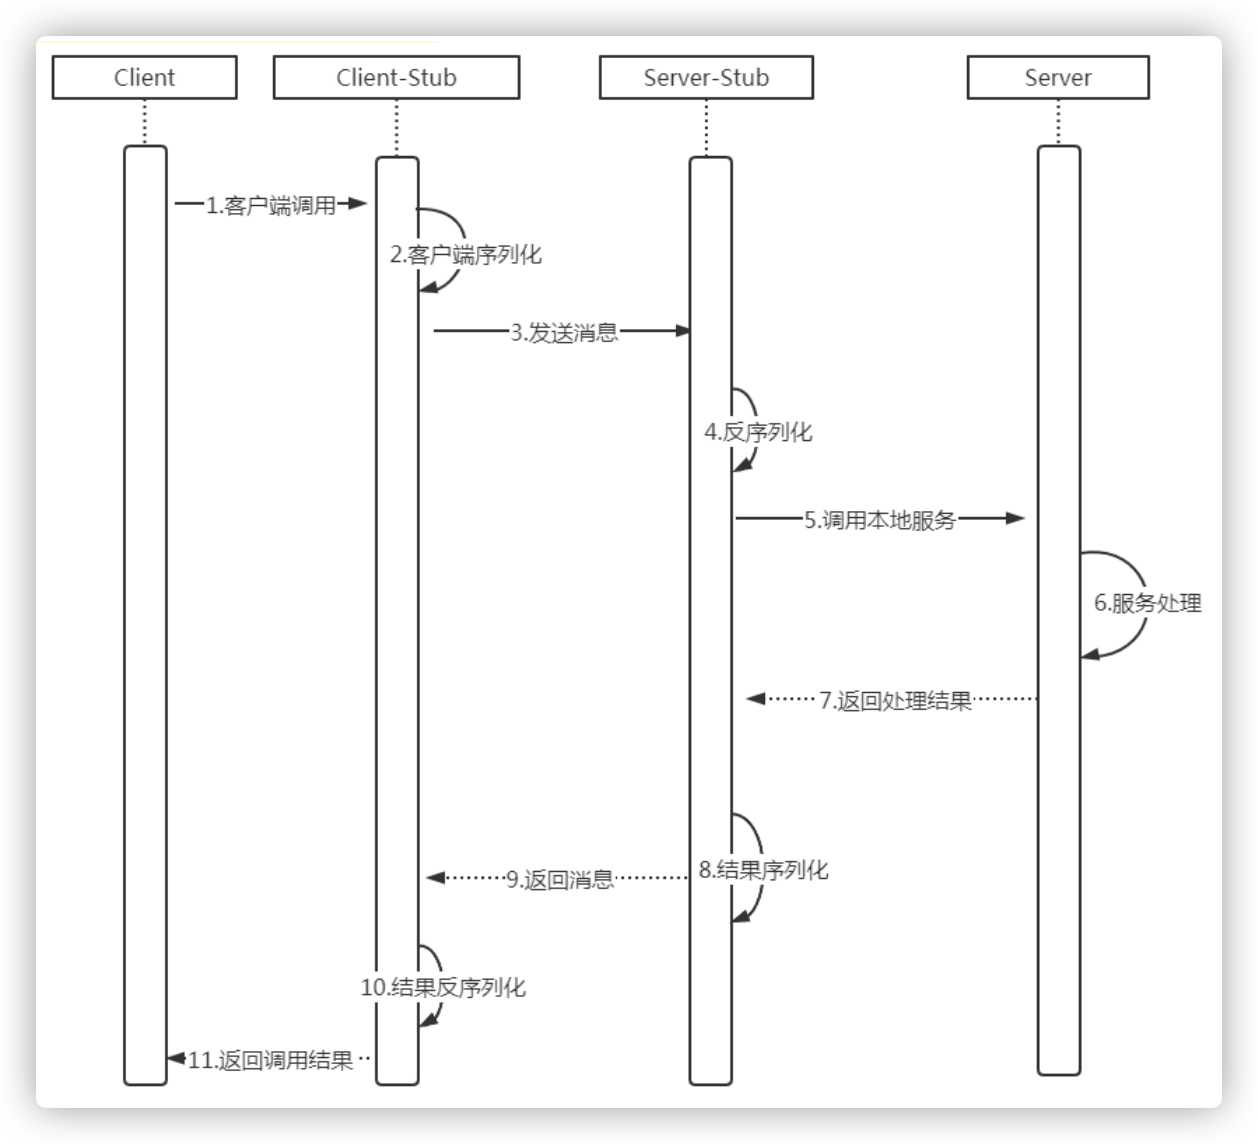 Client
Client-Stub
Server-Stub
Server
1.客户端调用
2.客户端序列化
3.发送消息
4.反序列化
5.调用本地服务
6.服务处理
7.返回处理结果
8.结果序列化
9.返回消息
10.结果反序列化
11.返回调用结果